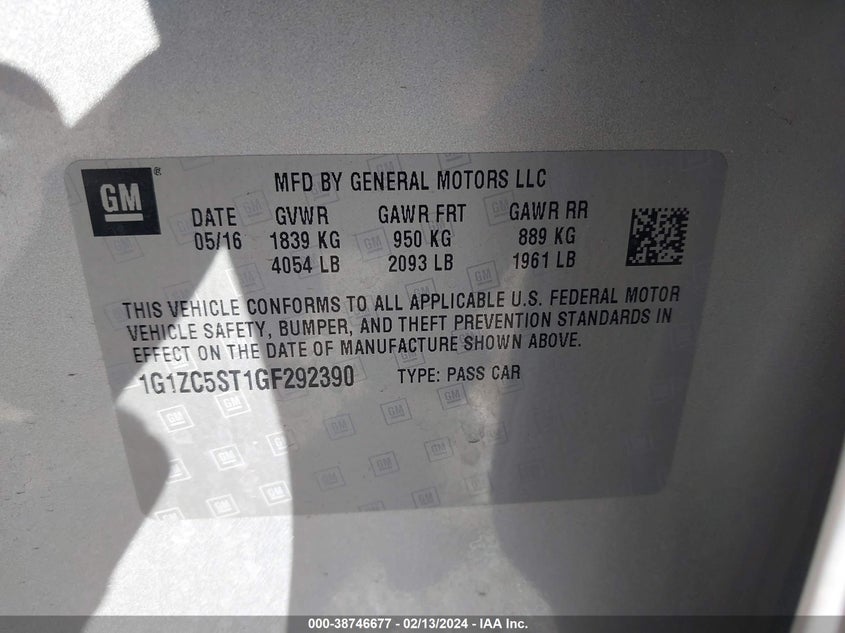 GM ®
MFD BY GENERAL MOTORS LLC
DATE GVWR GAWR FRT GAWR RR
05/16 1839 KG 950 KG 889 KG
4054 LB 2093 LB 1961 LB
THIS VEHICLE CONFORMS TO ALL APPLICABLE U.S. FEDERAL MOTOR
VEHICLE SAFETY, BUMPER, AND THEFT PREVENTION STANDARDS IN
EFFECT ON THE DATE OF MANUFACTURE SHOWN ABOVE.
1G1ZC5ST1GF292390 TYPE: PASS CAR
000-38746677 - 02/13/2024 - IAA Inc.